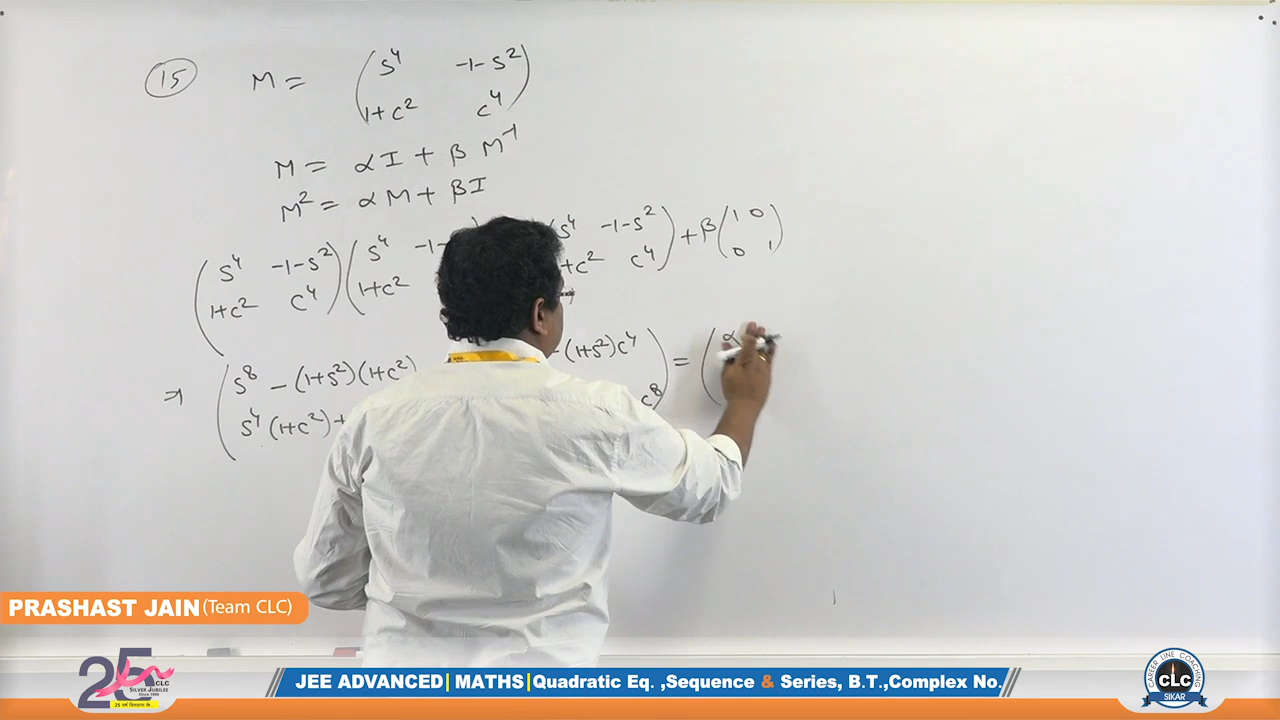 15 M = ( s⁴ -1-s²
1+c² c⁴ )
M = αI + β M⁻¹
M² = αM + βI
( s⁴ -1-s² ) ( s⁴ s⁴ -1-s² ) + β ( 1 0
1+c² c⁴ 1+c² c² c⁴ 0 1 )
⇒ ( s⁸ - (1+s²)(1+c²) - (1+s²)c⁴ ) = ( α
s⁴ (1+c²) + c⁸
PRASHAST JAIN (Team CLC)
25 CLC
SILVER JUBILEE
Since 1996
JEE ADVANCED| MATHS|Quadratic Eq. ,Sequence & Series, B.T.,Complex No.
CAREER LINE COACHING
CLC
SIKAR